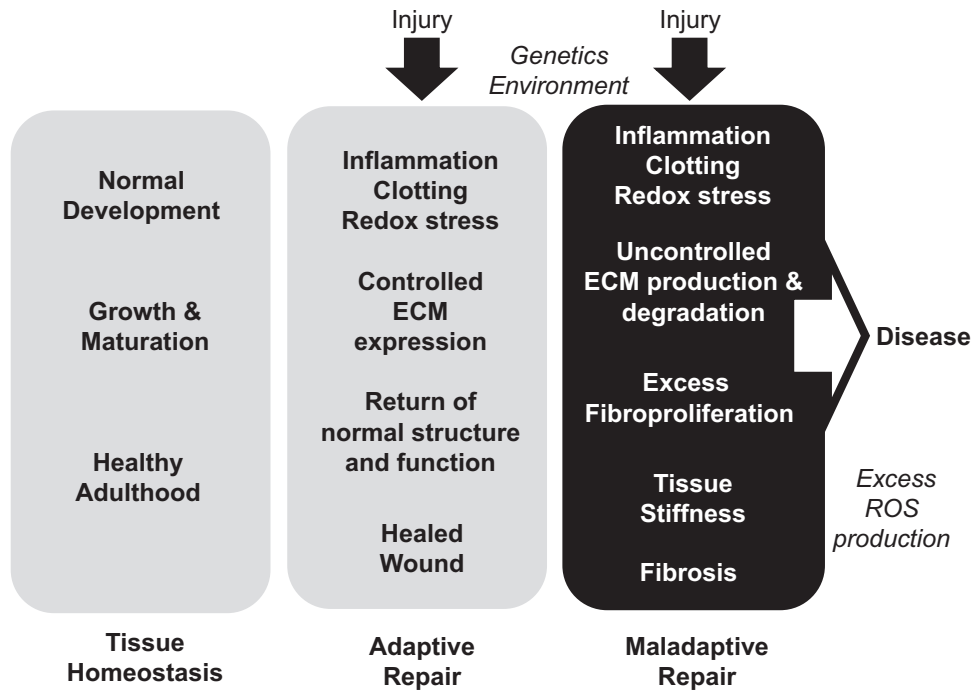 Injury
Injury
Genetics
Environment
Normal
Development
Growth &
Maturation
Healthy
Adulthood
Tissue
Homeostasis
Inflammation
Clotting
Redox stress
Controlled
ECM
expression
Return of
normal structure
and function
Healed
Wound
Adaptive
Repair
Inflammation
Clotting
Redox stress
Uncontrolled
ECM production &
degradation
Excess
Fibroproliferation
Tissue
Stiffness
Fibrosis
Maladaptive
Repair
Disease
Excess
ROS
production